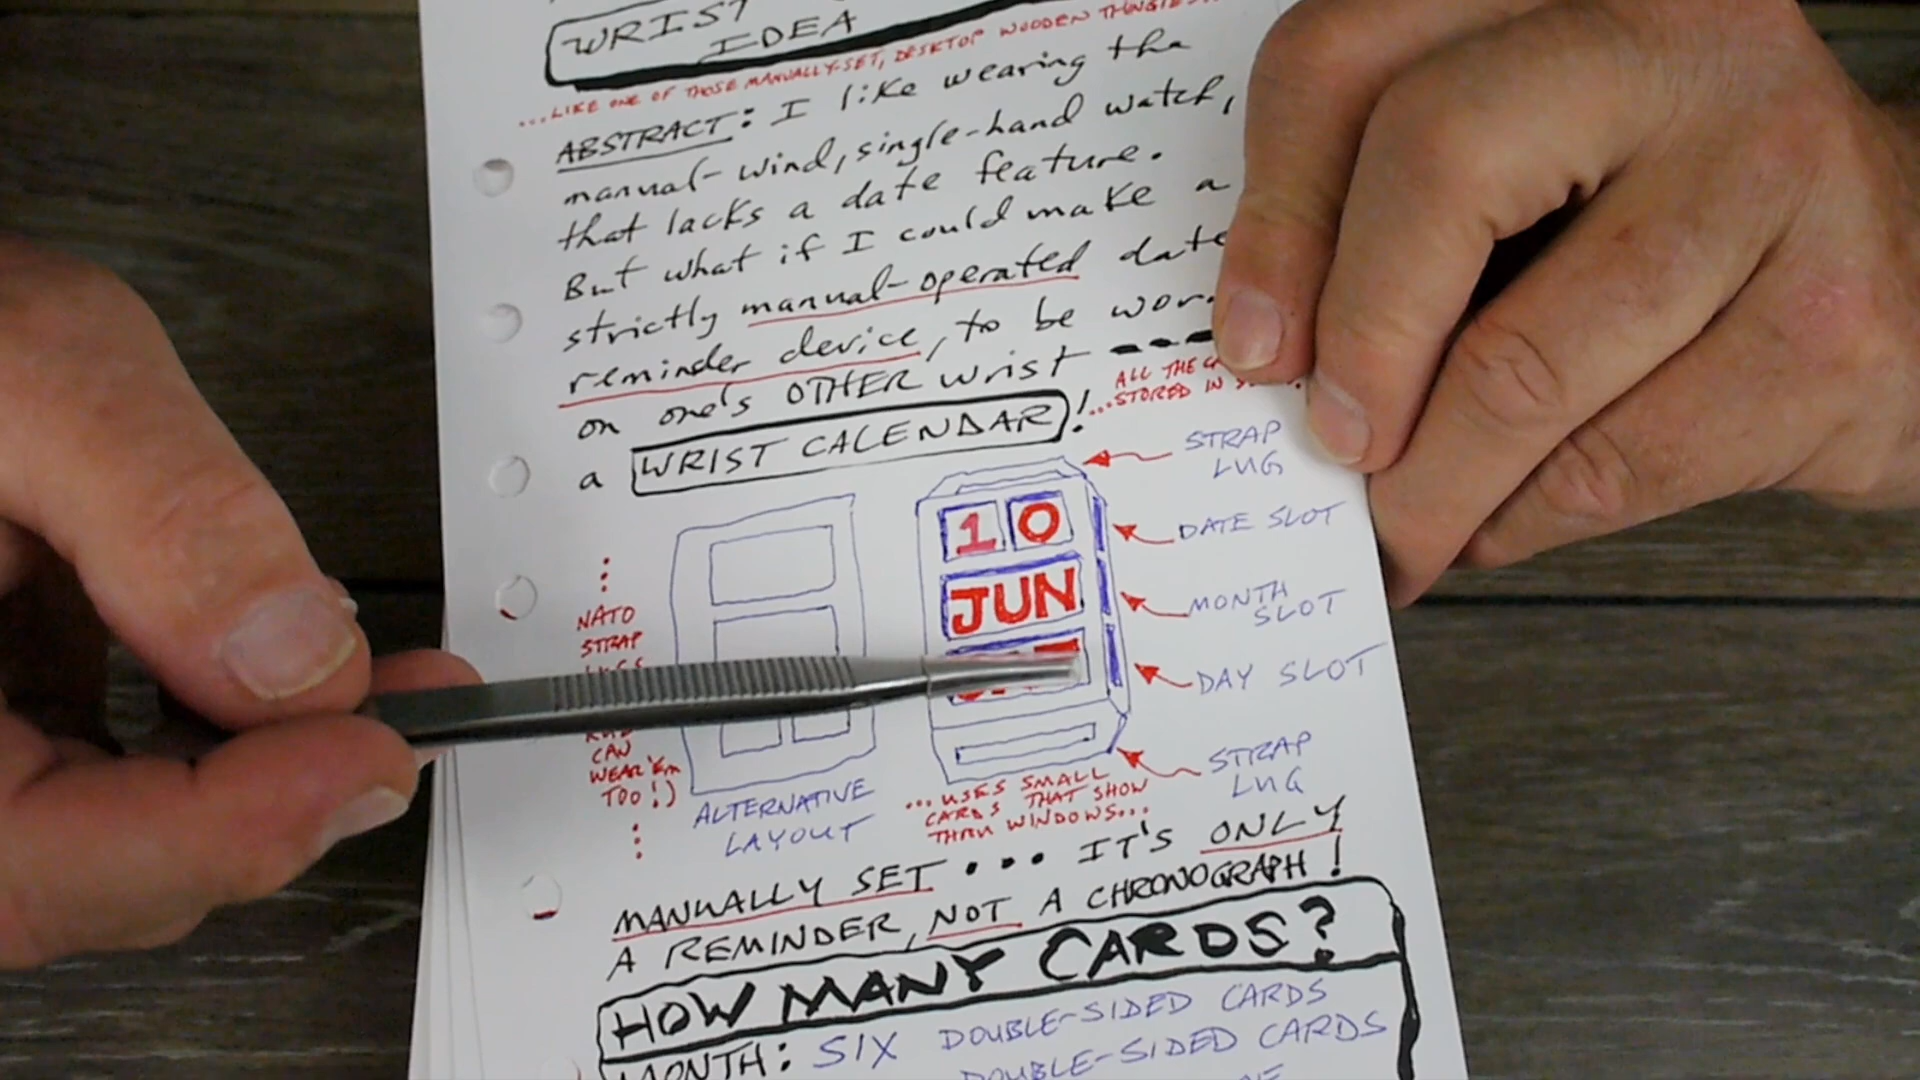 WRIST
IDEA
...LIKE ONE OF THOSE MANUALLY-SET, DESKTOP WOODEN THINGIES...
ABSTRACT: I like wearing the
manual-wind, single-hand watch,
that lacks a date feature.
But what if I could make a
strictly manual-operated date
reminder device, to be
on one's OTHER wrist
ALL THE
...STORED IN
a WRIST CALENDAR!
STRAP
LUG
10
DATE SLOT
JUN
MONTH
SLOT
DAY SLOT
STRAP
LUG
NATO
STRAP
CAN
WEAR 'Em
TOO!)
ALTERNATIVE
LAYOUT
...USES SMALL
CARDS THAT SHOW
THRU WINDOWS...
MANUALLY SET ... IT'S ONLY
A REMINDER, NOT A CHRONOGRAPH!
HOW MANY CARDS?
MONTH: SIX DOUBLE-SIDED CARDS
DOUBLE-SIDED CARDS